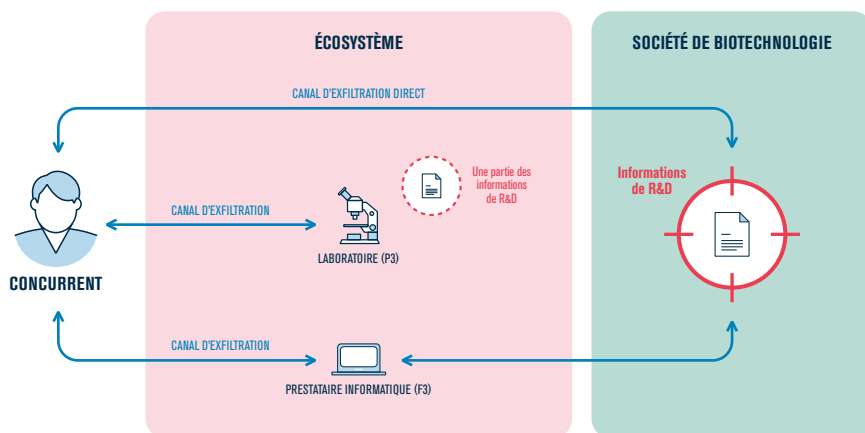 ÉCOSYSTÈME
SOCIÉTÉ DE BIOTECHNOLOGIE
CANAL D'EXFILTRATION DIRECT
Une partie des
informations
de R&D
Informations
de R&D
CANAL D'EXFILTRATION
LABORATOIRE (P3)
CONCURRENT
CANAL D'EXFILTRATION
PRESTATAIRE INFORMATIQUE (F3)